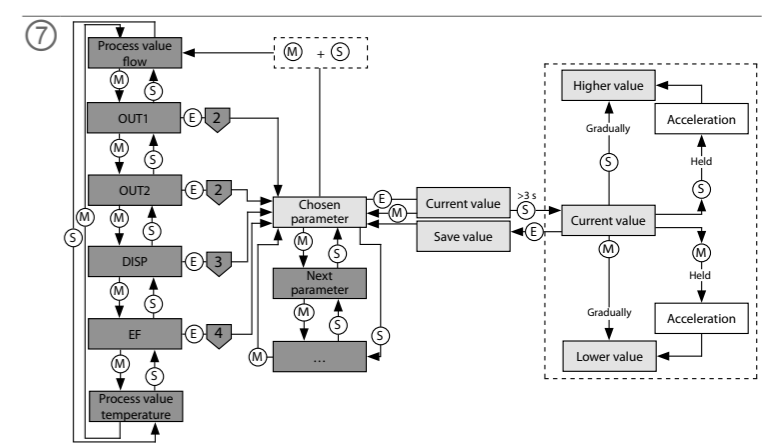 7
Process value
flow
M + S
M
S
OUT1
E
2
M
S
OUT2
E
2
M
S
M
S
DISP
E
3
M
S
EF
E
4
M
S
Process value
temperature
Chosen
parameter
M
S
Next
parameter
M
S
M
S
...
E
M
Current value
>3 s
S
Save value
E
Higher value
Gradually
S
Acceleration
Held
S
Current value
M
M
Held
Gradually
Acceleration
Lower value